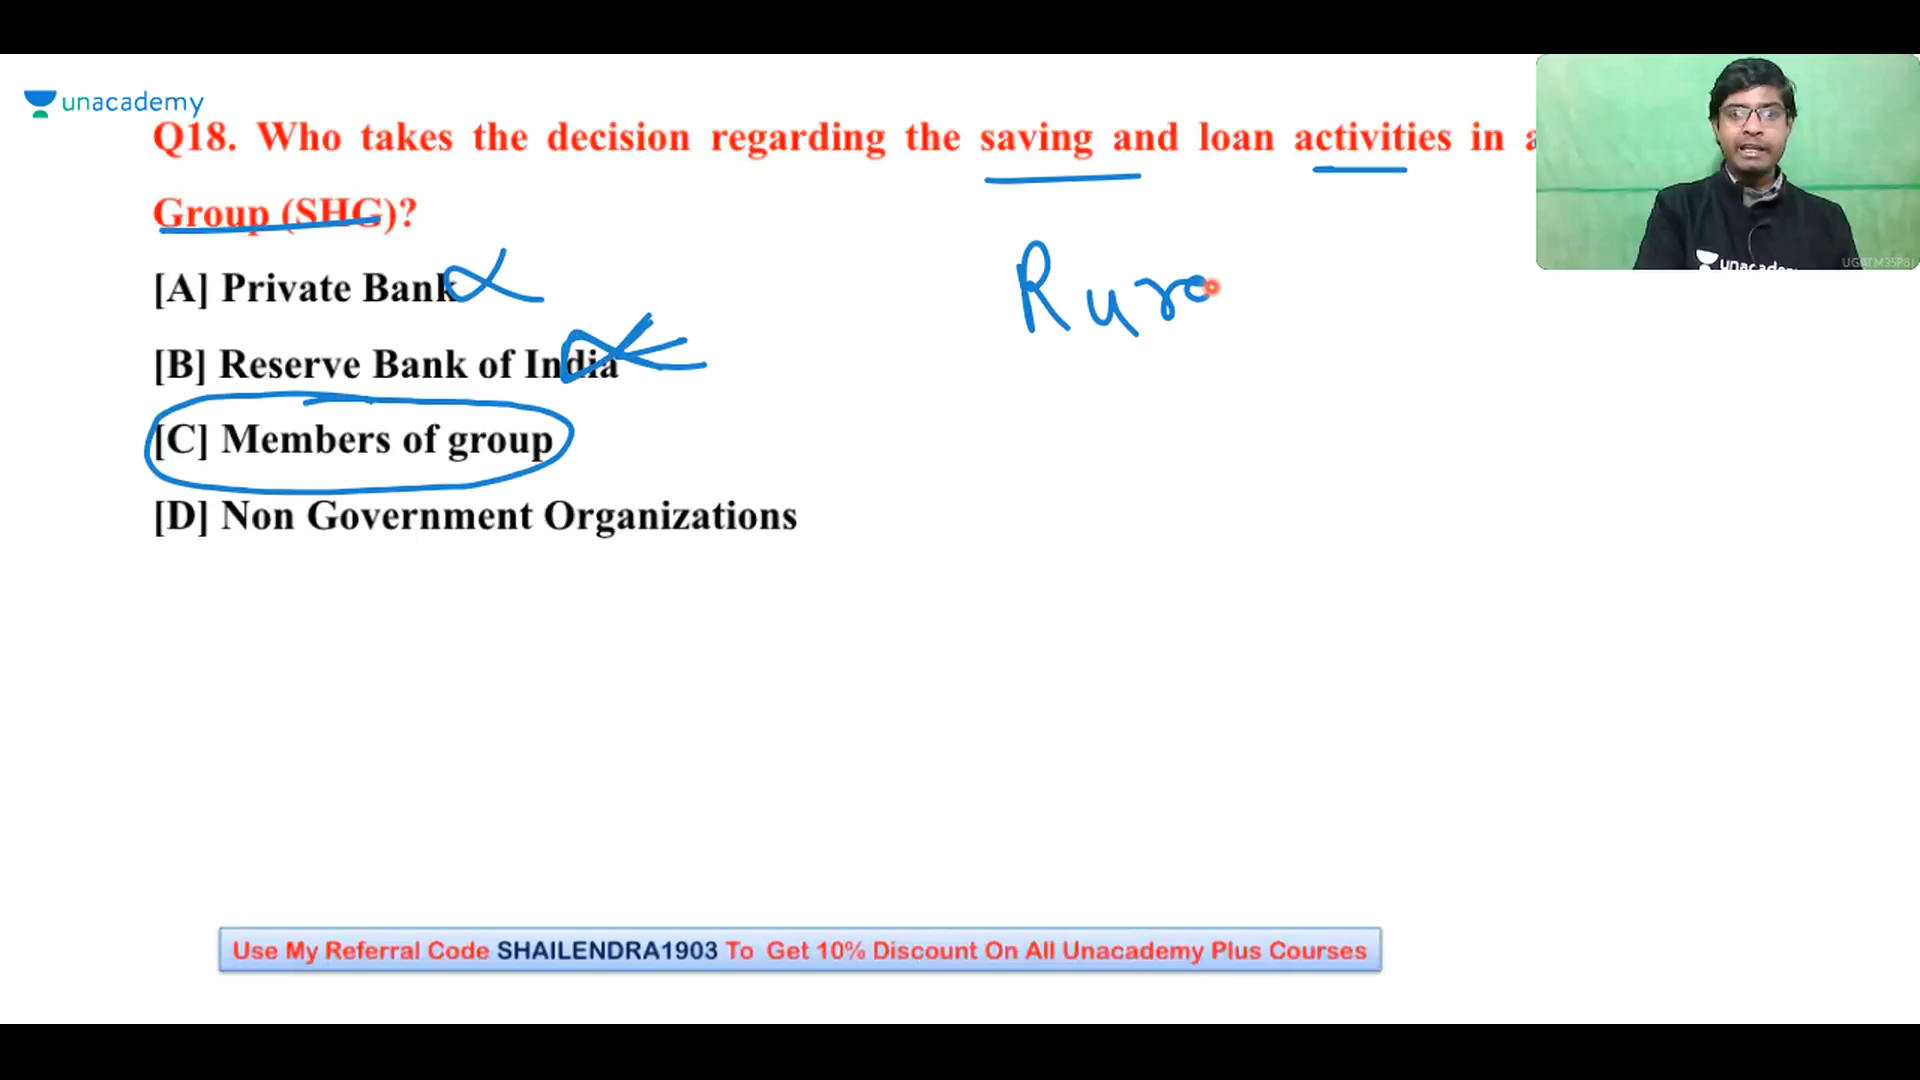 unacademy
Q18. Who takes the decision regarding the saving and loan activities in a
Group (SHG)?
[A] Private Bank
Rura
[B] Reserve Bank of India
[C] Members of group
[D] Non Government Organizations
unacademy
UGATM35P8I
Use My Referral Code SHAILENDRA1903 To Get 10% Discount On All Unacademy Plus Courses